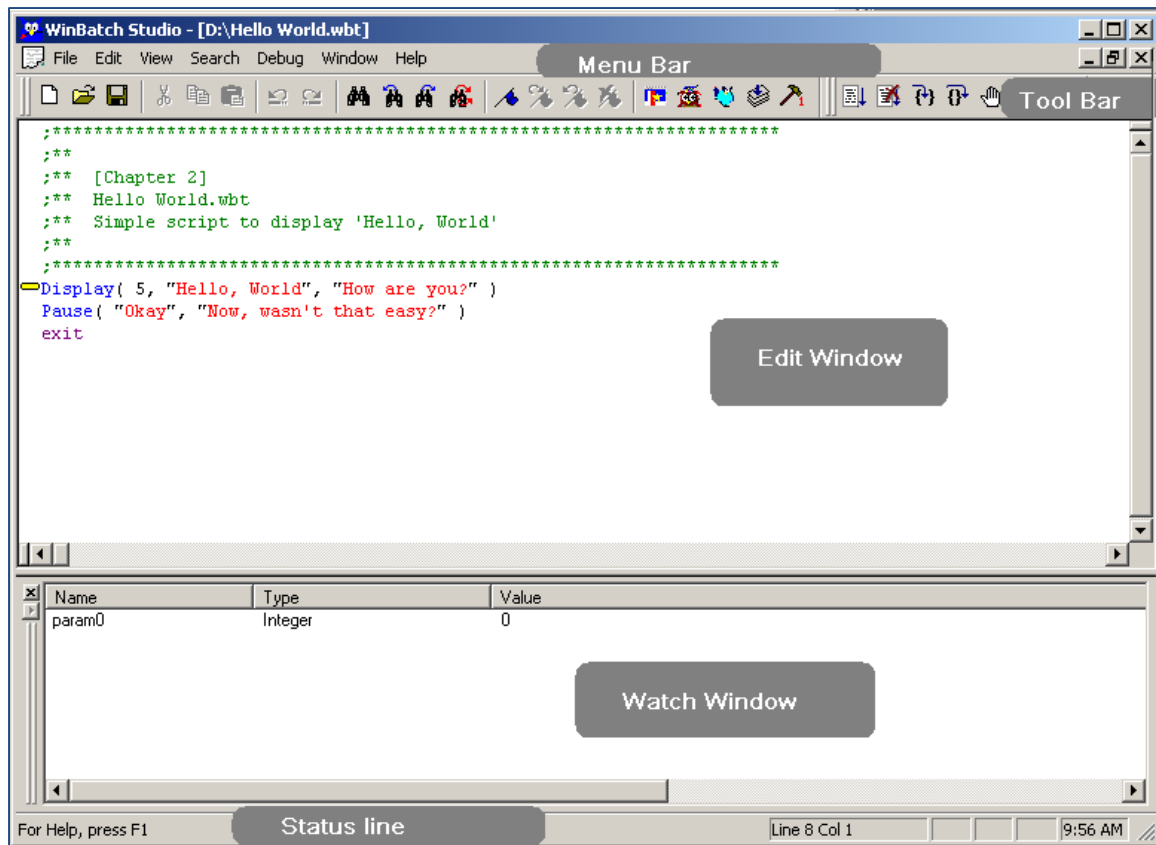 WinBatch Studio - [D:\Hello World.wbt]
File Edit View Search Debug Window Help
Menu Bar
Tool Bar
;**********************************************************************
;**
;** [Chapter 2]
;** Hello World.wbt
;** Simple script to display 'Hello, World'
;**
;**********************************************************************
Display( 5, "Hello, World", "How are you?" )
Pause( "Okay", "Now, wasn't that easy?" )
exit
Edit Window
Name Type Value
param0 Integer 0
Watch Window
For Help, press F1
Status line
Line 8 Col 1
9:56 AM